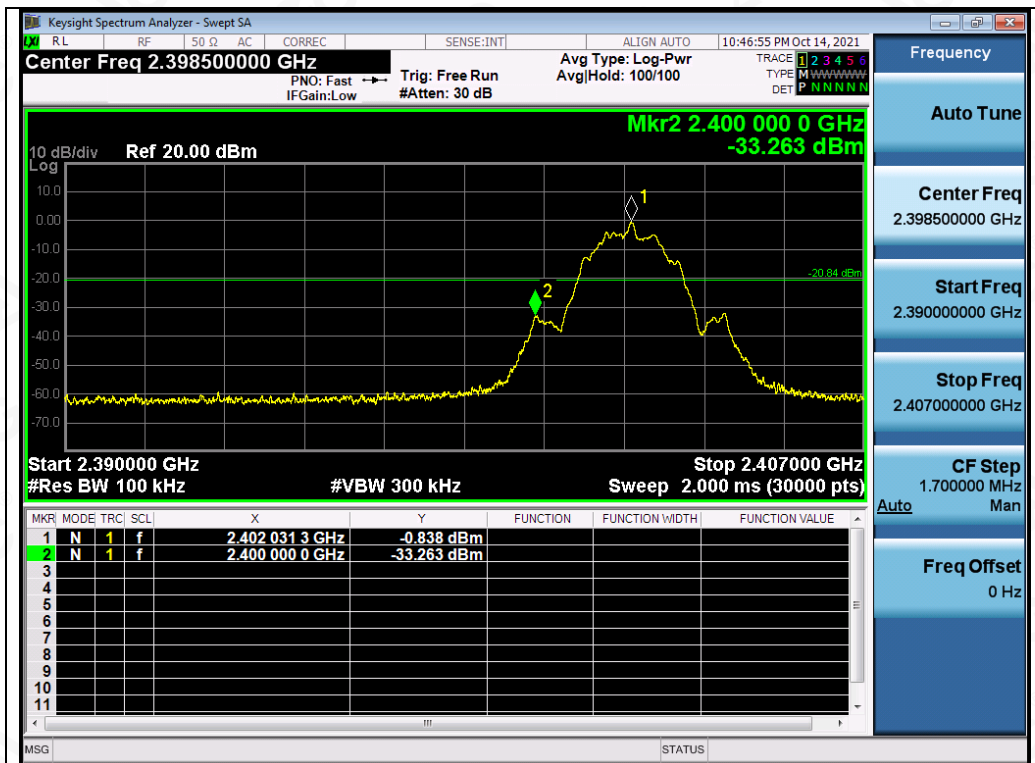 Keysight Spectrum Analyzer - Swept SA
LXI RL RF 50 Ω AC CORREC SENSE:INT ALIGN AUTO 10:46:55 PM Oct 14, 2021
Center Freq 2.398500000 GHz
PNO: Fast
IFGain:Low
Trig: Free Run
#Atten: 30 dB
Avg Type: Log-Pwr
Avg|Hold: 100/100
TRACE 1 2 3 4 5 6
TYPE M WWWWW
DET P N N N N N
Mkr2 2.400 000 0 GHz
-33.263 dBm
10 dB/div Ref 20.00 dBm
Log
10.0
0.00
-10.0
-20.0
-30.0
-40.0
-50.0
-60.0
-70.0
1
2
-20.84 dBm
Start 2.390000 GHz Stop 2.407000 GHz
#Res BW 100 kHz #VBW 300 kHz Sweep 2.000 ms (30000 pts)
MKR MODE TRC SCL X Y FUNCTION FUNCTION WIDTH FUNCTION VALUE
1 N 1 f 2.402 031 3 GHz -0.838 dBm
2 N 1 f 2.400 000 0 GHz -33.263 dBm
3
4
5
6
7
8
9
10
11
MSG STATUS
Frequency
Auto Tune
Center Freq
2.398500000 GHz
Start Freq
2.390000000 GHz
Stop Freq
2.407000000 GHz
CF Step
1.700000 MHz
Auto Man
Freq Offset
0 Hz